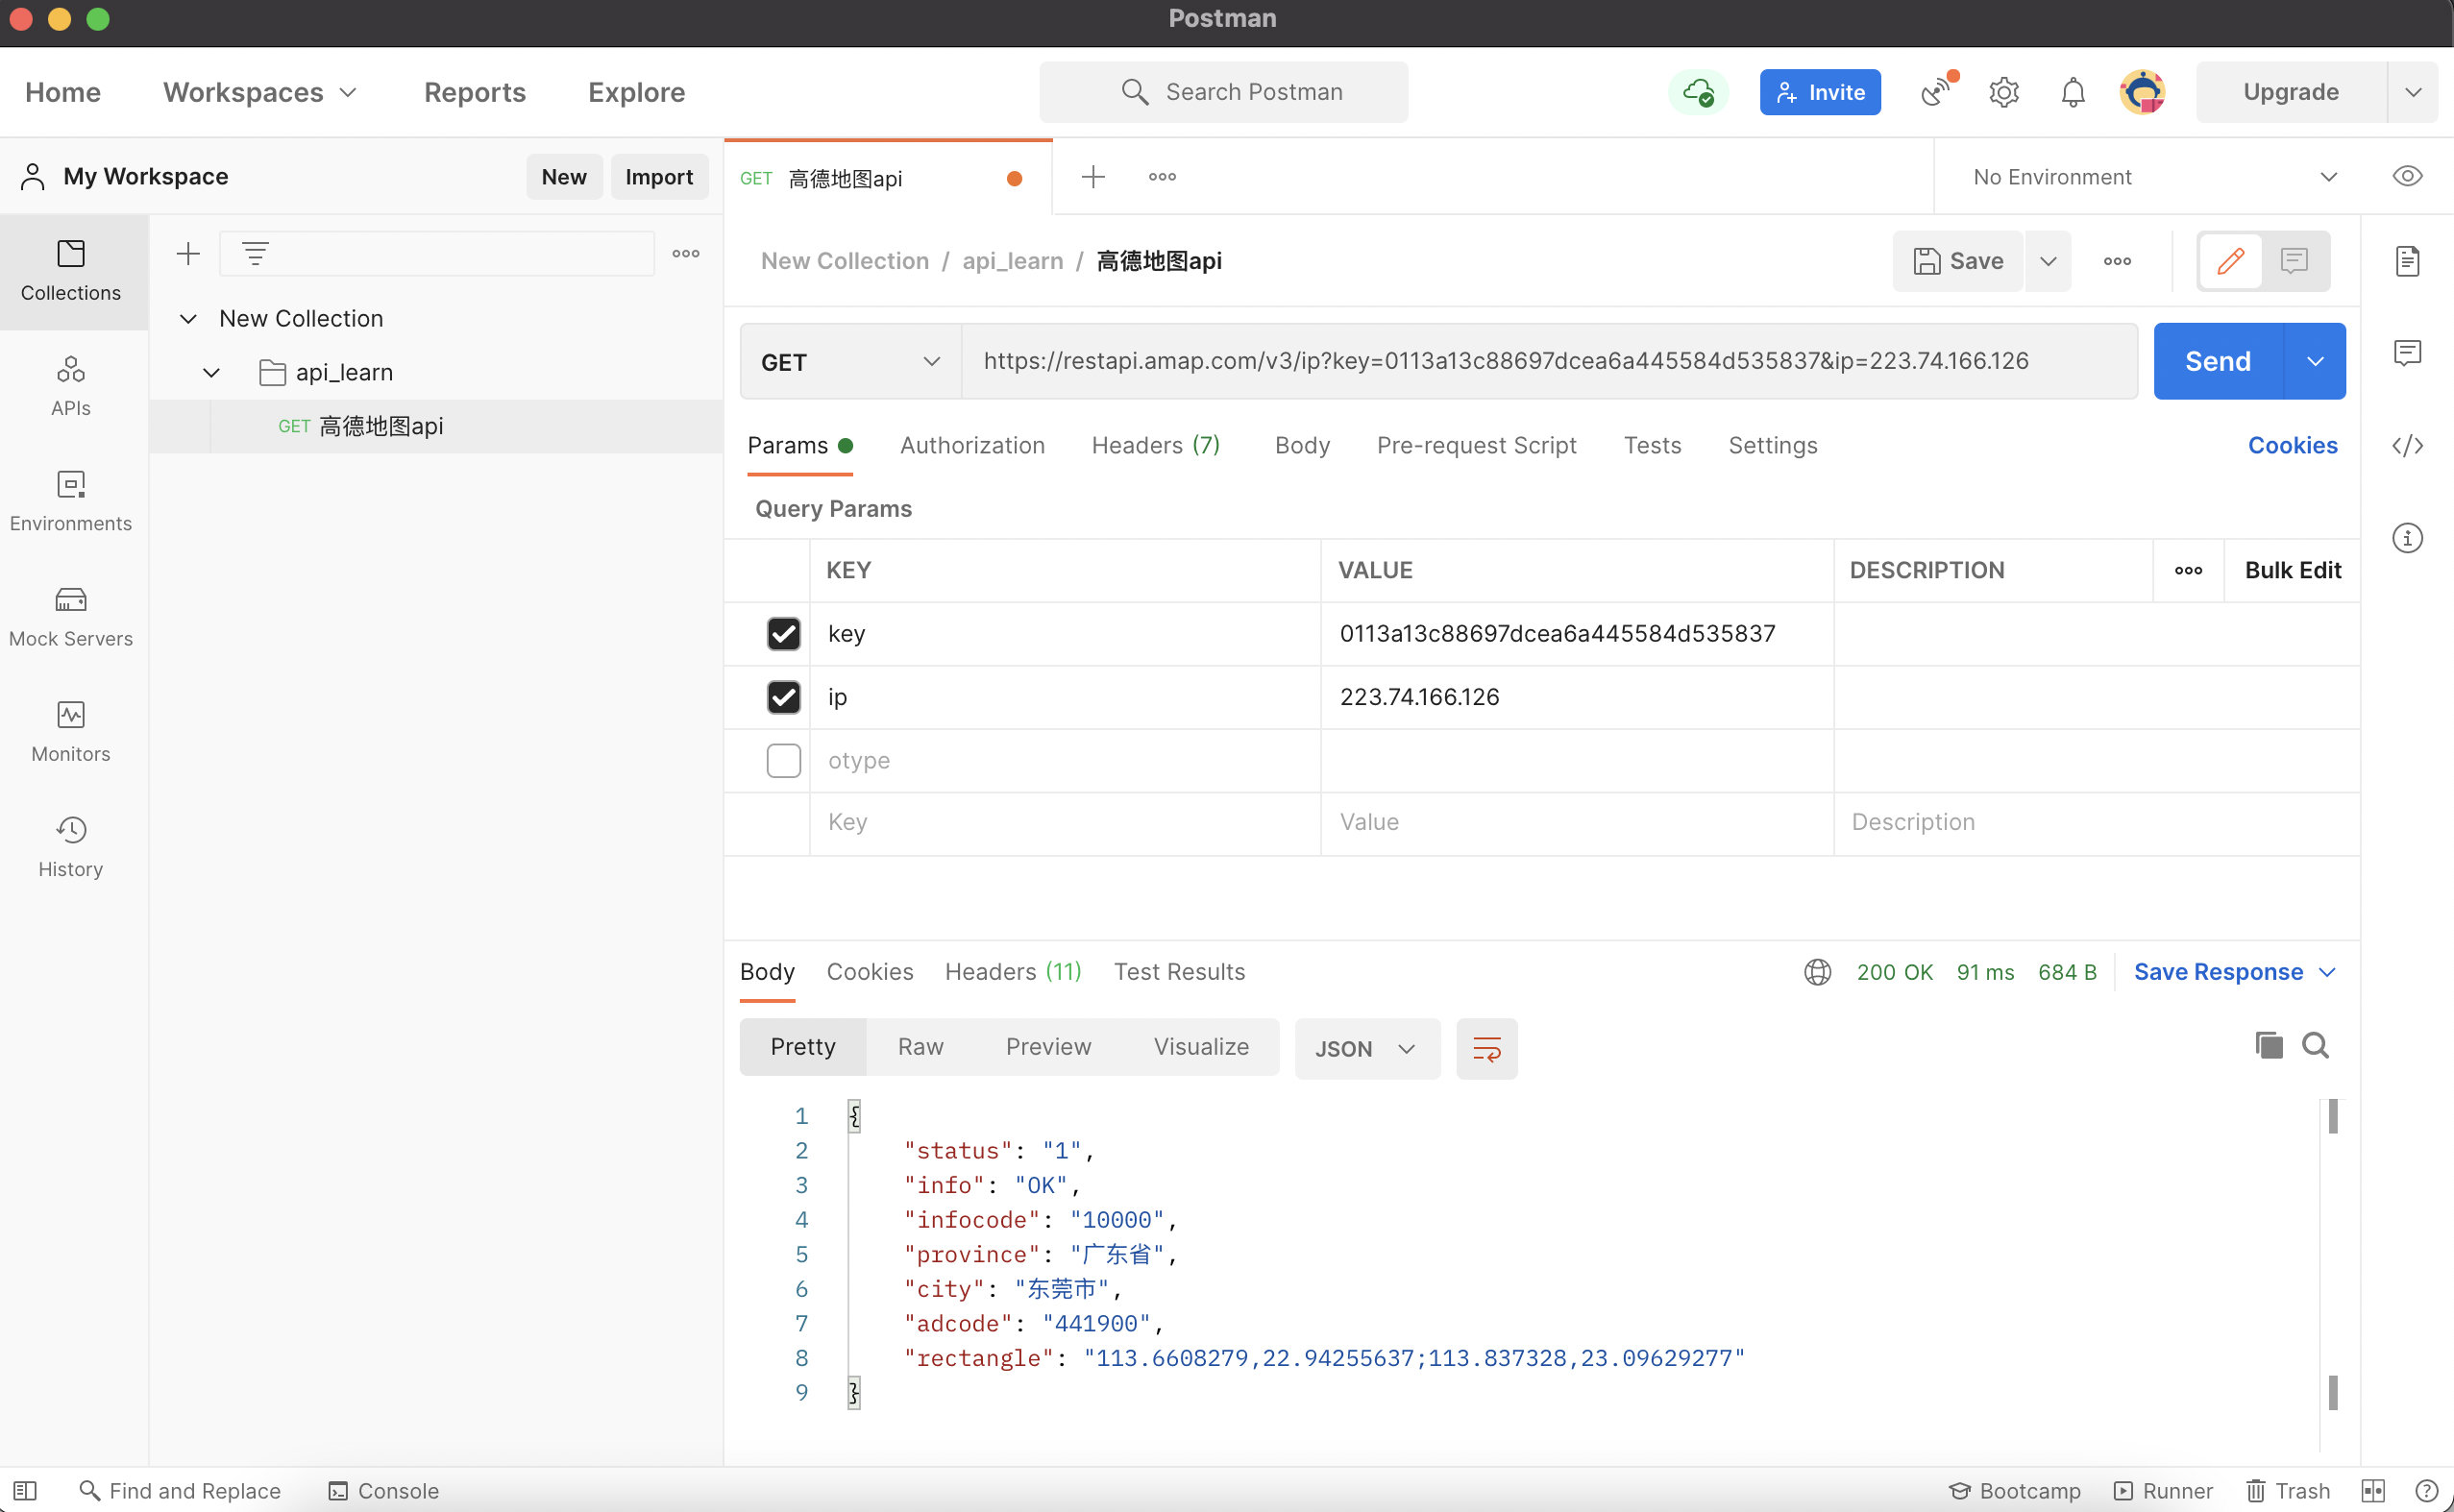 Postman
Home Workspaces Reports Explore Search Postman Invite Upgrade
My Workspace New Import GET 高德地图api No Environment
Collections
APIs
Environments
Mock Servers
Monitors
History
New Collection
api_learn
GET 高德地图api
New Collection / api_learn / 高德地图api Save
GET https://restapi.amap.com/v3/ip?key=0113a13c88697dcea6a445584d535837&ip=223.74.166.126 Send
Params Authorization Headers (7) Body Pre-request Script Tests Settings Cookies
Query Params
KEY VALUE DESCRIPTION Bulk Edit
key 0113a13c88697dcea6a445584d535837
ip 223.74.166.126
otype
Key Value Description
Body Cookies Headers (11) Test Results 200 OK 91 ms 684 B Save Response
Pretty Raw Preview Visualize JSON
1 {
2 "status": "1",
3 "info": "OK",
4 "infocode": "10000",
5 "province": "广东省",
6 "city": "东莞市",
7 "adcode": "441900",
8 "rectangle": "113.6608279,22.94255637;113.837328,23.09629277"
9 }
Find and Replace Console Bootcamp Runner Trash